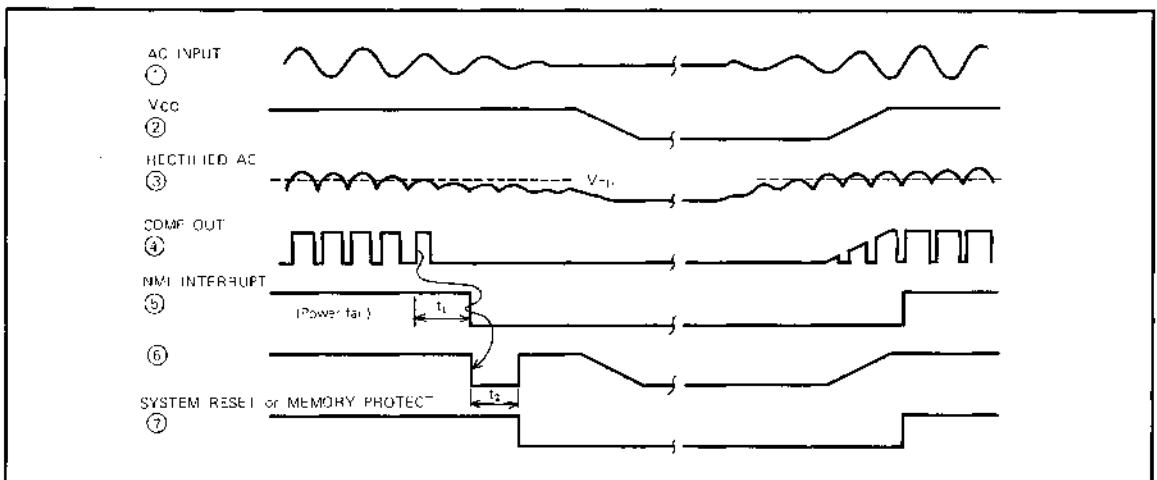 AC INPUT
①
VCC
②
RECTIFIED AC
③
VTH
COMP OUT
④
NMI INTERRUPT
⑤
(Power fail)
t₁
⑥
t₂
SYSTEM RESET or MEMORY PROTECT
⑦